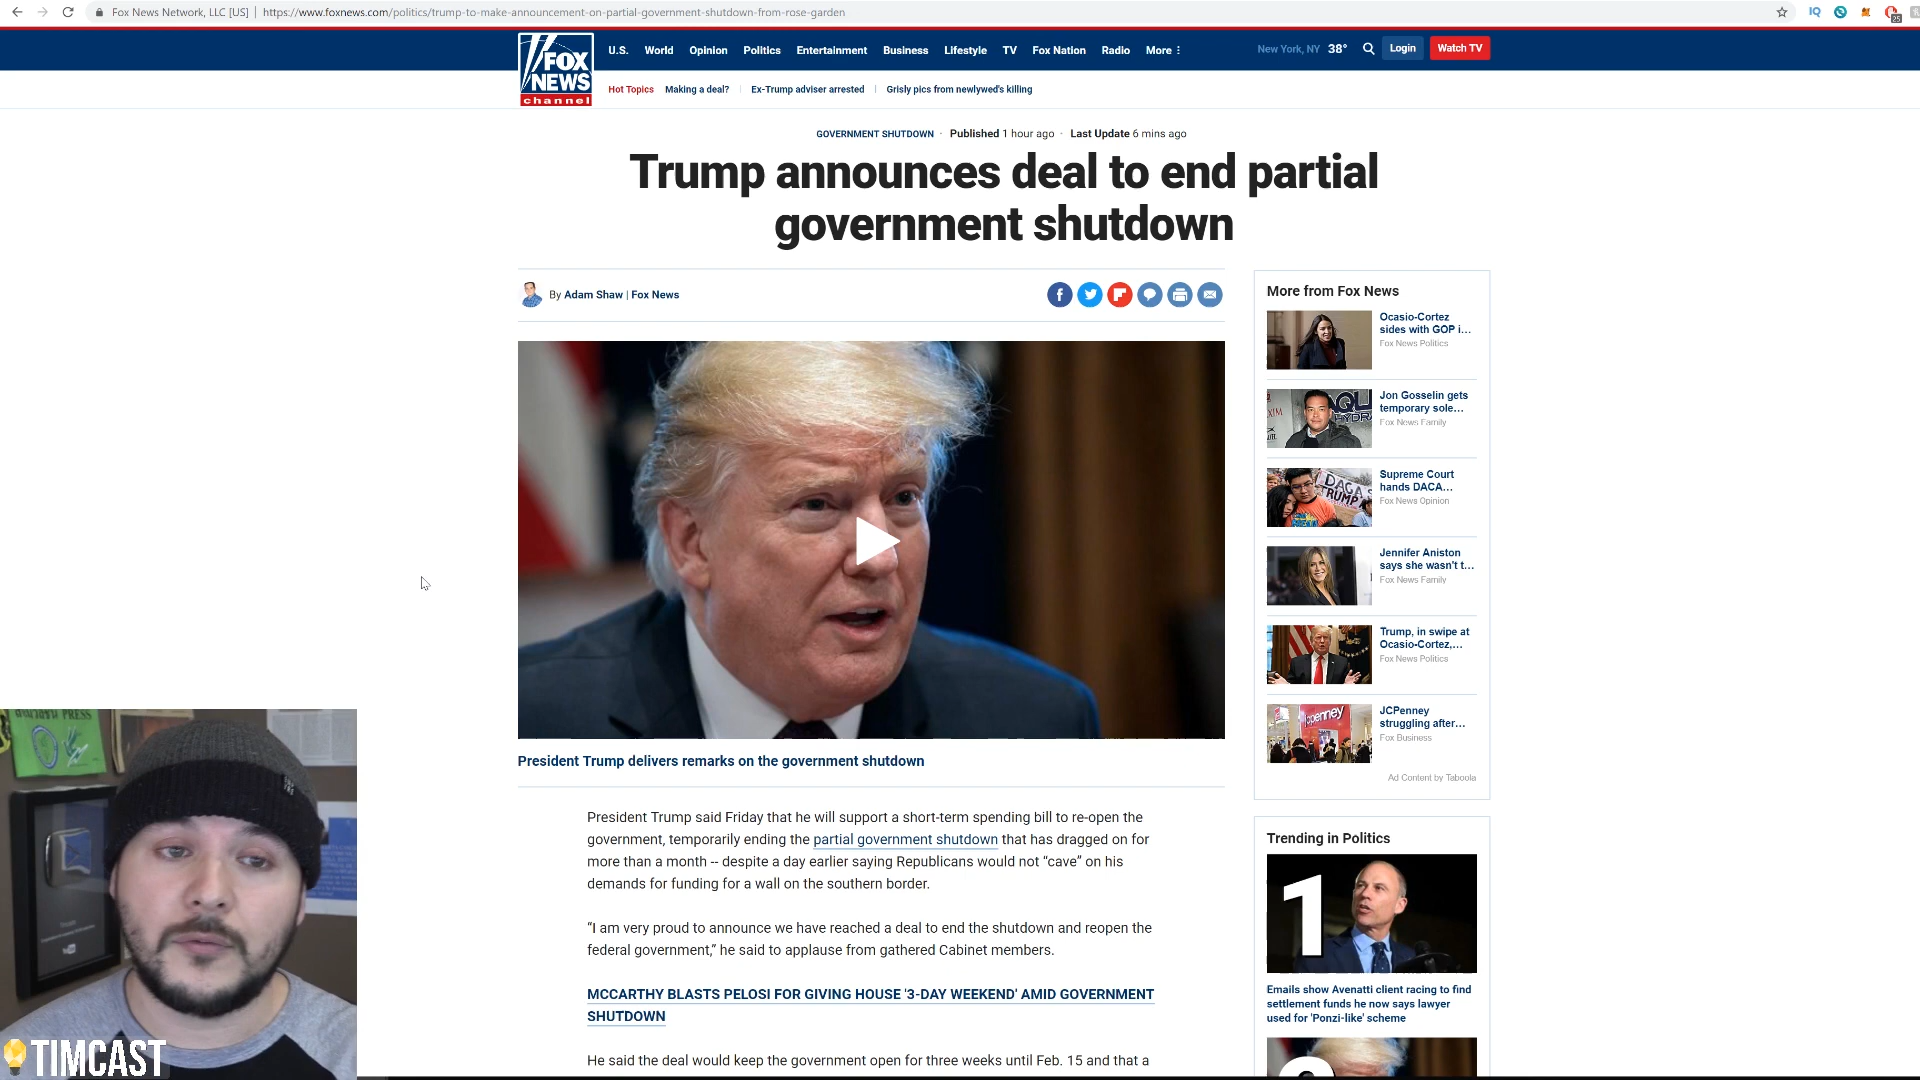 Fox News Network, LLC [US] | https://www.foxnews.com/politics/trump-to-make-announcement-on-partial-government-shutdown-from-rose-garden
IQ
25
FOX
NEWS
channel
U.S. World Opinion Politics Entertainment Business Lifestyle TV Fox Nation Radio More
New York, NY 38° Login Watch TV
Hot Topics Making a deal? Ex-Trump adviser arrested Grisly pics from newlywed's killing
GOVERNMENT SHUTDOWN · Published 1 hour ago · Last Update 6 mins ago
Trump announces deal to end partial
government shutdown
By Adam Shaw | Fox News
President Trump delivers remarks on the government shutdown
President Trump said Friday that he will support a short-term spending bill to re-open the
government, temporarily ending the partial government shutdown that has dragged on for
more than a month -- despite a day earlier saying Republicans would not “cave” on his
demands for funding for a wall on the southern border.
“I am very proud to announce we have reached a deal to end the shutdown and reopen the
federal government,” he said to applause from gathered Cabinet members.
MCCARTHY BLASTS PELOSI FOR GIVING HOUSE '3-DAY WEEKEND' AMID GOVERNMENT
SHUTDOWN
He said the deal would keep the government open for three weeks until Feb. 15 and that a
More from Fox News
Ocasio-Cortez
sides with GOP i...
Fox News Politics
Jon Gosselin gets
temporary sole...
Fox News Family
Supreme Court
hands DACA...
Fox News Opinion
DACA
TRUMP
Jennifer Aniston
says she wasn't t...
Fox News Family
Trump, in swipe at
Ocasio-Cortez,...
Fox News Politics
JCPenney
struggling after...
Fox Business
jcpenney
Ad Content by Taboola
Trending in Politics
1
Emails show Avenatti client racing to find
settlement funds he now says lawyer
used for 'Ponzi-like' scheme
PRESS
TIMCAST